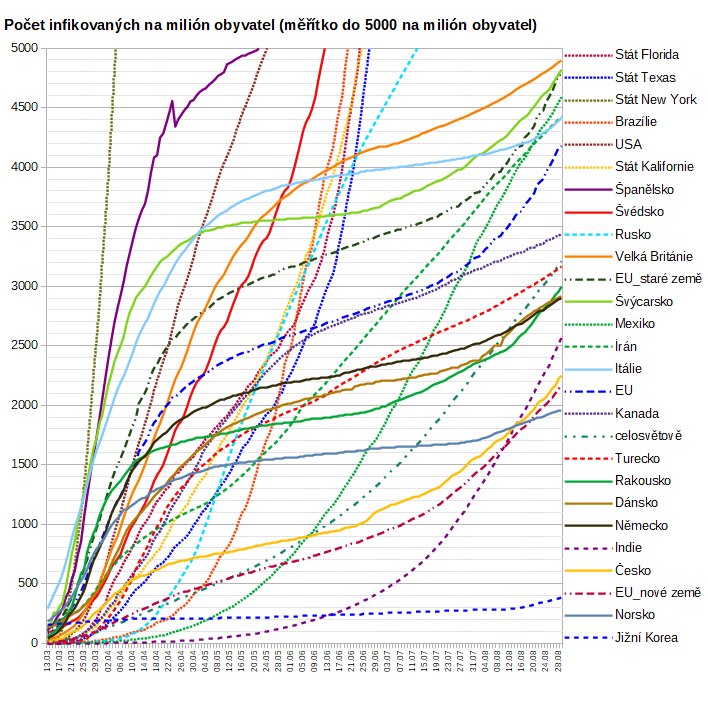 Počet infikovaných na milión obyvatel (měřítko do 5000 na milión obyvatel)
5000
4500
4000
3500
3000
2500
2000
1500
1000
500
0
13.03 17.03 21.03 25.03 29.03 02.04 06.04 10.04 14.04 18.04 22.04 26.04 30.04 04.05 08.05 12.05 16.05 20.05 24.05 28.05 01.06 05.06 09.06 13.06 17.06 21.06 25.06 29.06 03.07 07.07 11.07 15.07 19.07 23.07 27.07 31.07 04.08 08.08 12.08 16.08 20.08 24.08 28.08
Stát Florida
Stát Texas
Stát New York
Brazílie
USA
Stát Kalifornie
Španělsko
Švédsko
Rusko
Velká Británie
EU_staré země
Švýcarsko
Mexiko
Írán
Itálie
EU
Kanada
celosvětově
Turecko
Rakousko
Dánsko
Německo
Indie
Česko
EU_nové země
Norsko
Jižní Korea